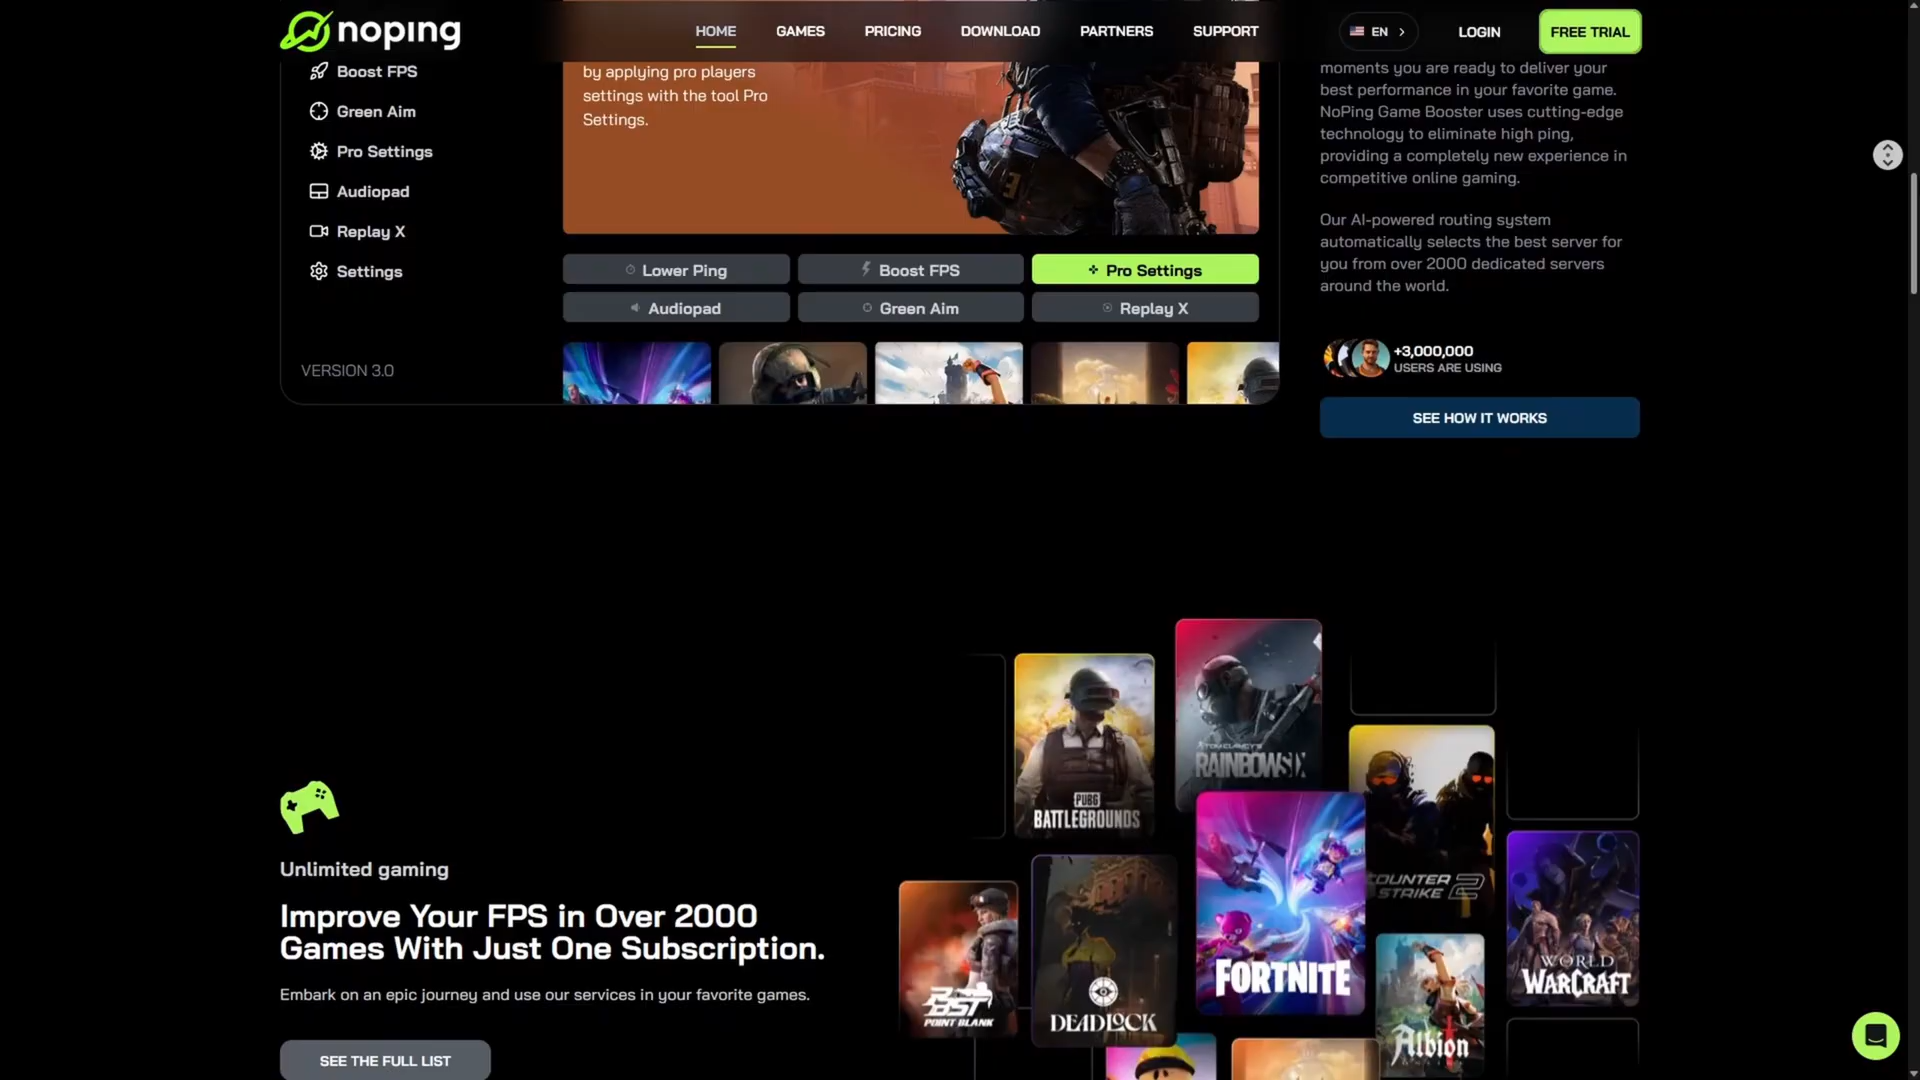 noping
HOME
GAMES
PRICING
DOWNLOAD
PARTNERS
SUPPORT
EN
LOGIN
FREE TRIAL
Boost FPS
Green Aim
Pro Settings
Audiopad
Replay X
Settings
VERSION 3.0
by applying pro players
settings with the tool Pro
Settings.
Lower Ping
Boost FPS
Pro Settings
Audiopad
Green Aim
Replay X
moments you are ready to deliver your
best performance in your favorite game.
NoPing Game Booster uses cutting-edge
technology to eliminate high ping,
providing a completely new experience in
competitive online gaming.
Our AI-powered routing system
automatically selects the best server for
you from over 2000 dedicated servers
around the world.
+3,000,000
USERS ARE USING
SEE HOW IT WORKS
Unlimited gaming
Improve Your FPS in Over 2000
Games With Just One Subscription.
Embark on an epic journey and use our services in your favorite games.
SEE THE FULL LIST
PUBG
BATTLEGROUNDS
TOM CLANCY'S
RAINBOW SIX
COUNTER
STRIKE 2
FORTNITE
WORLD
WARCRAFT
POINT BLANK
DEADLOCK
Albion